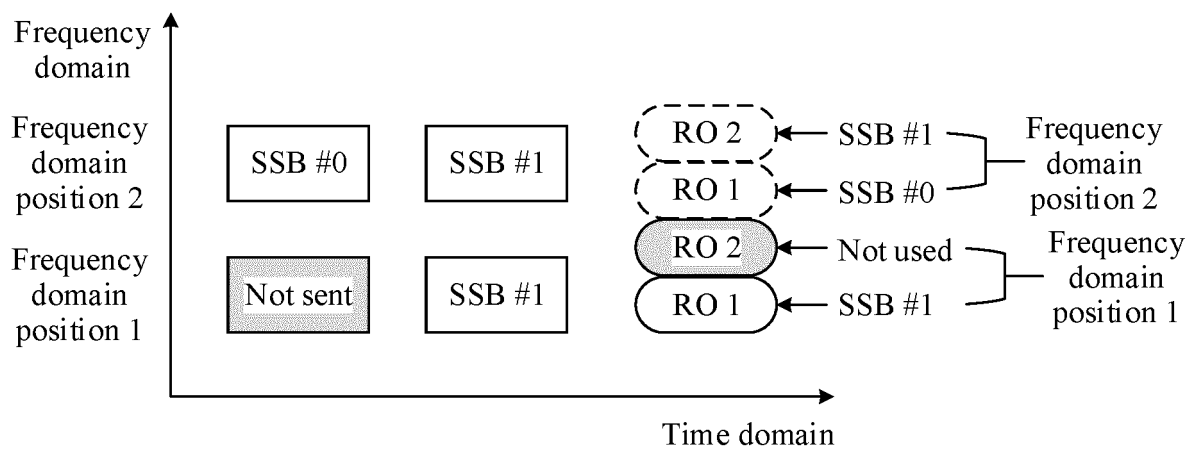 Frequency
domain
Frequency
domain
position 2
SSB #0
SSB #1
RO 2
SSB #1
RO 1
SSB #0
Frequency
domain
position 2
Frequency
domain
position 1
Not sent
SSB #1
RO 2
Not used
RO 1
SSB #1
Frequency
domain
position 1
Time domain